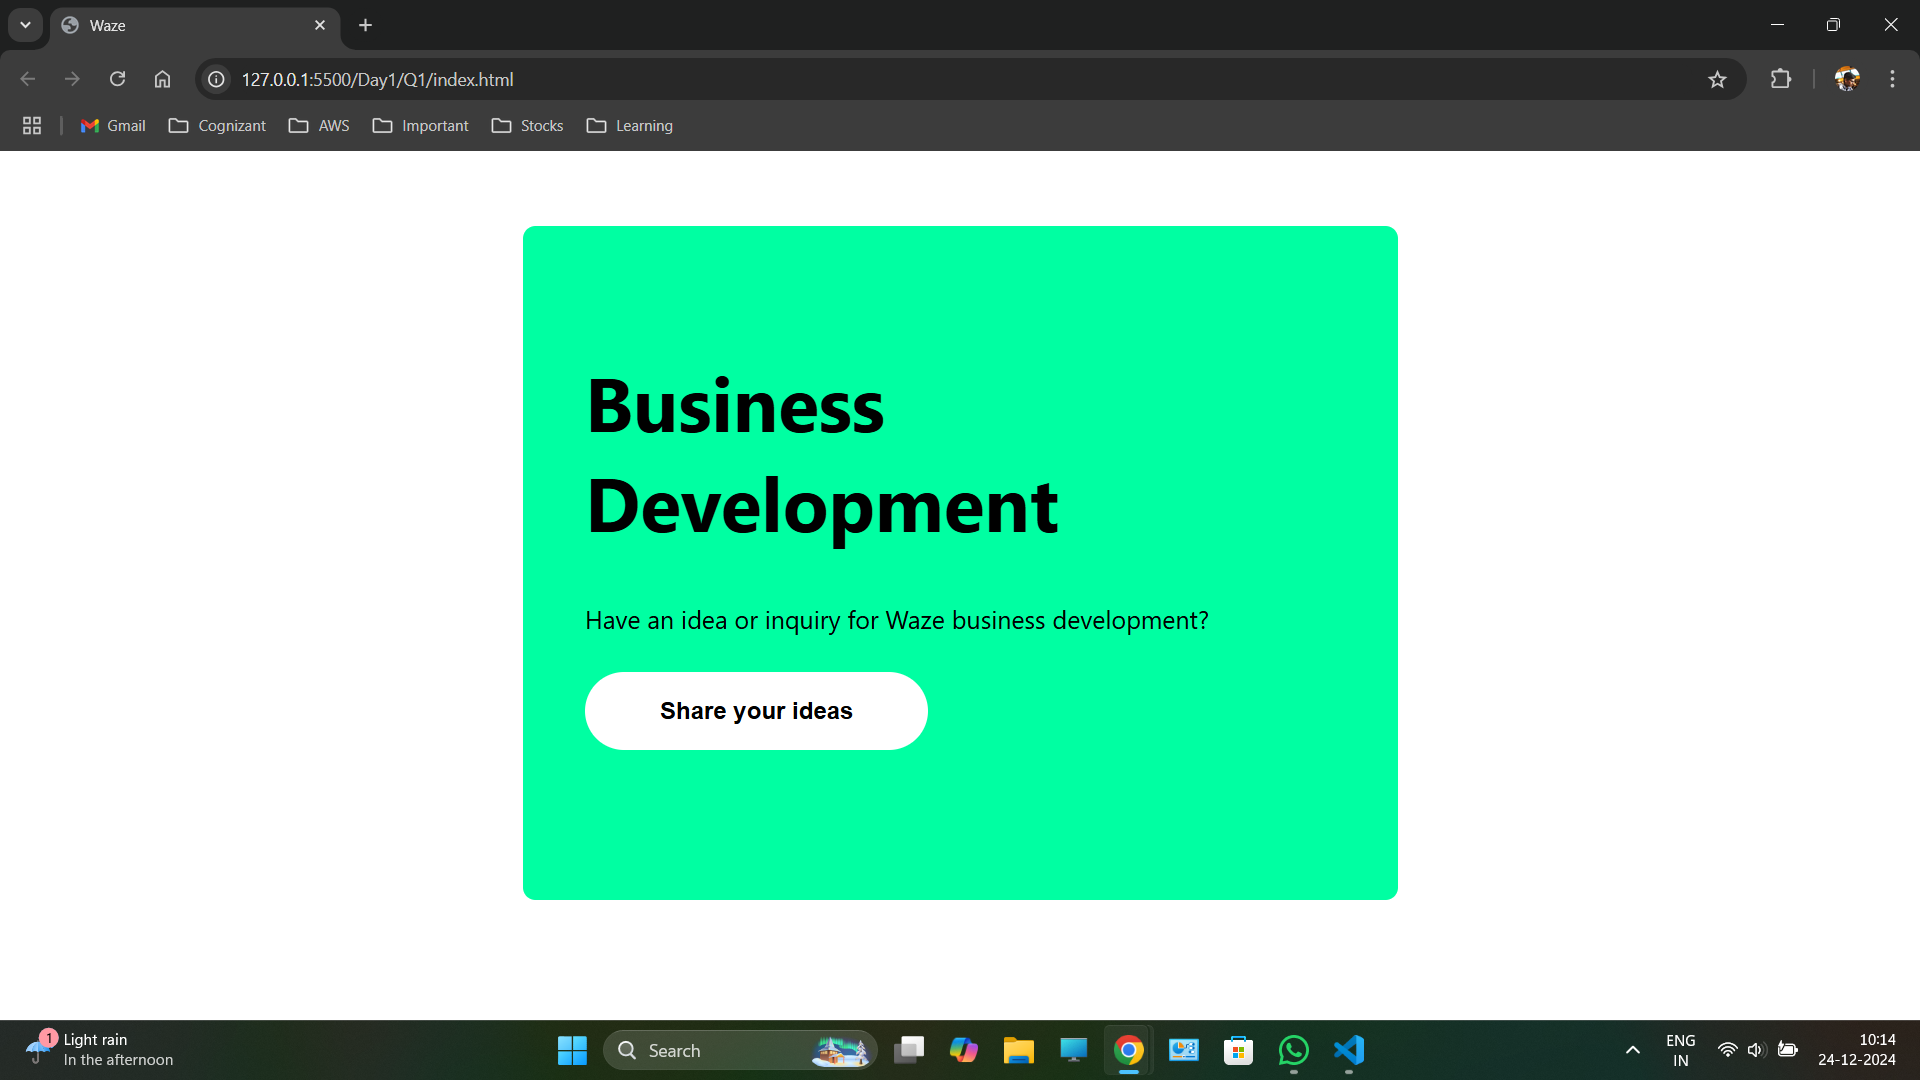 Waze
127.0.0.1:5500/Day1/Q1/index.html
Gmail Cognizant AWS Important Stocks Learning
Business
Development
Have an idea or inquiry for Waze business development?
Share your ideas
1
Light rain
In the afternoon
Search
ENG
IN
10:14
24-12-2024